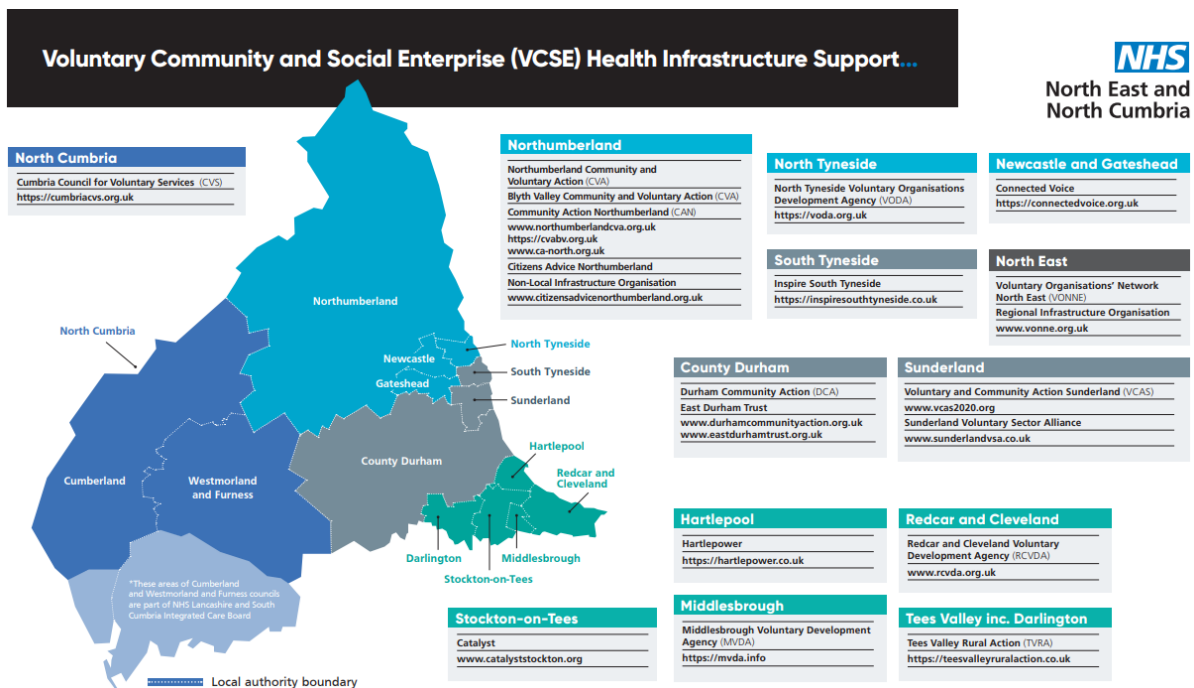 Voluntary Community and Social Enterprise (VCSE) Health Infrastructure Support...
NHS
North East and
North Cumbria
North Cumbria
Cumbria Council for Voluntary Services (CVS)
https://cumbriacvs.org.uk
Northumberland
Northumberland Community and
Voluntary Action (CVA)
Blyth Valley Community and Voluntary Action (CVA)
Community Action Northumberland (CAN)
www.northumberlandcva.org.uk
https://cvabv.org.uk
www.ca-north.org.uk
Citizens Advice Northumberland
Non-Local Infrastructure Organisation
www.citizensadvicenorthumberland.org.uk
North Tyneside
North Tyneside Voluntary Organisations
Development Agency (VODA)
https://voda.org.uk
Newcastle and Gateshead
Connected Voice
https://connectedvoice.org.uk
South Tyneside
Inspire South Tyneside
https://inspiresouthtyneside.co.uk
North East
Voluntary Organisations' Network
North East (VONNE)
Regional Infrastructure Organisation
www.vonne.org.uk
County Durham
Durham Community Action (DCA)
East Durham Trust
www.durhamcommunityaction.org.uk
www.eastdurhamtrust.org.uk
Sunderland
Voluntary and Community Action Sunderland (VCAS)
www.vcas2020.org
Sunderland Voluntary Sector Alliance
www.sunderlandvsa.co.uk
Northumberland
North Cumbria
Newcastle
North Tyneside
Gateshead
South Tyneside
Sunderland
Hartlepool
County Durham
Redcar and
Cleveland
Cumberland
Westmorland
and Furness
Darlington
Middlesbrough
Stockton-on-Tees
*These areas of Cumberland
and Westmorland and Furness councils
are part of NHS Lancashire and South
Cumbria Integrated Care Board
Local authority boundary
Hartlepool
Hartlepower
https://hartlepower.co.uk
Redcar and Cleveland
Redcar and Cleveland Voluntary
Development Agency (RCVDA)
www.rcvda.org.uk
Stockton-on-Tees
Catalyst
www.catalyststockton.org
Middlesbrough
Middlesbrough Voluntary Development
Agency (MVDA)
https://mvda.info
Tees Valley inc. Darlington
Tees Valley Rural Action (TVRA)
https://teesvalleyruralaction.co.uk